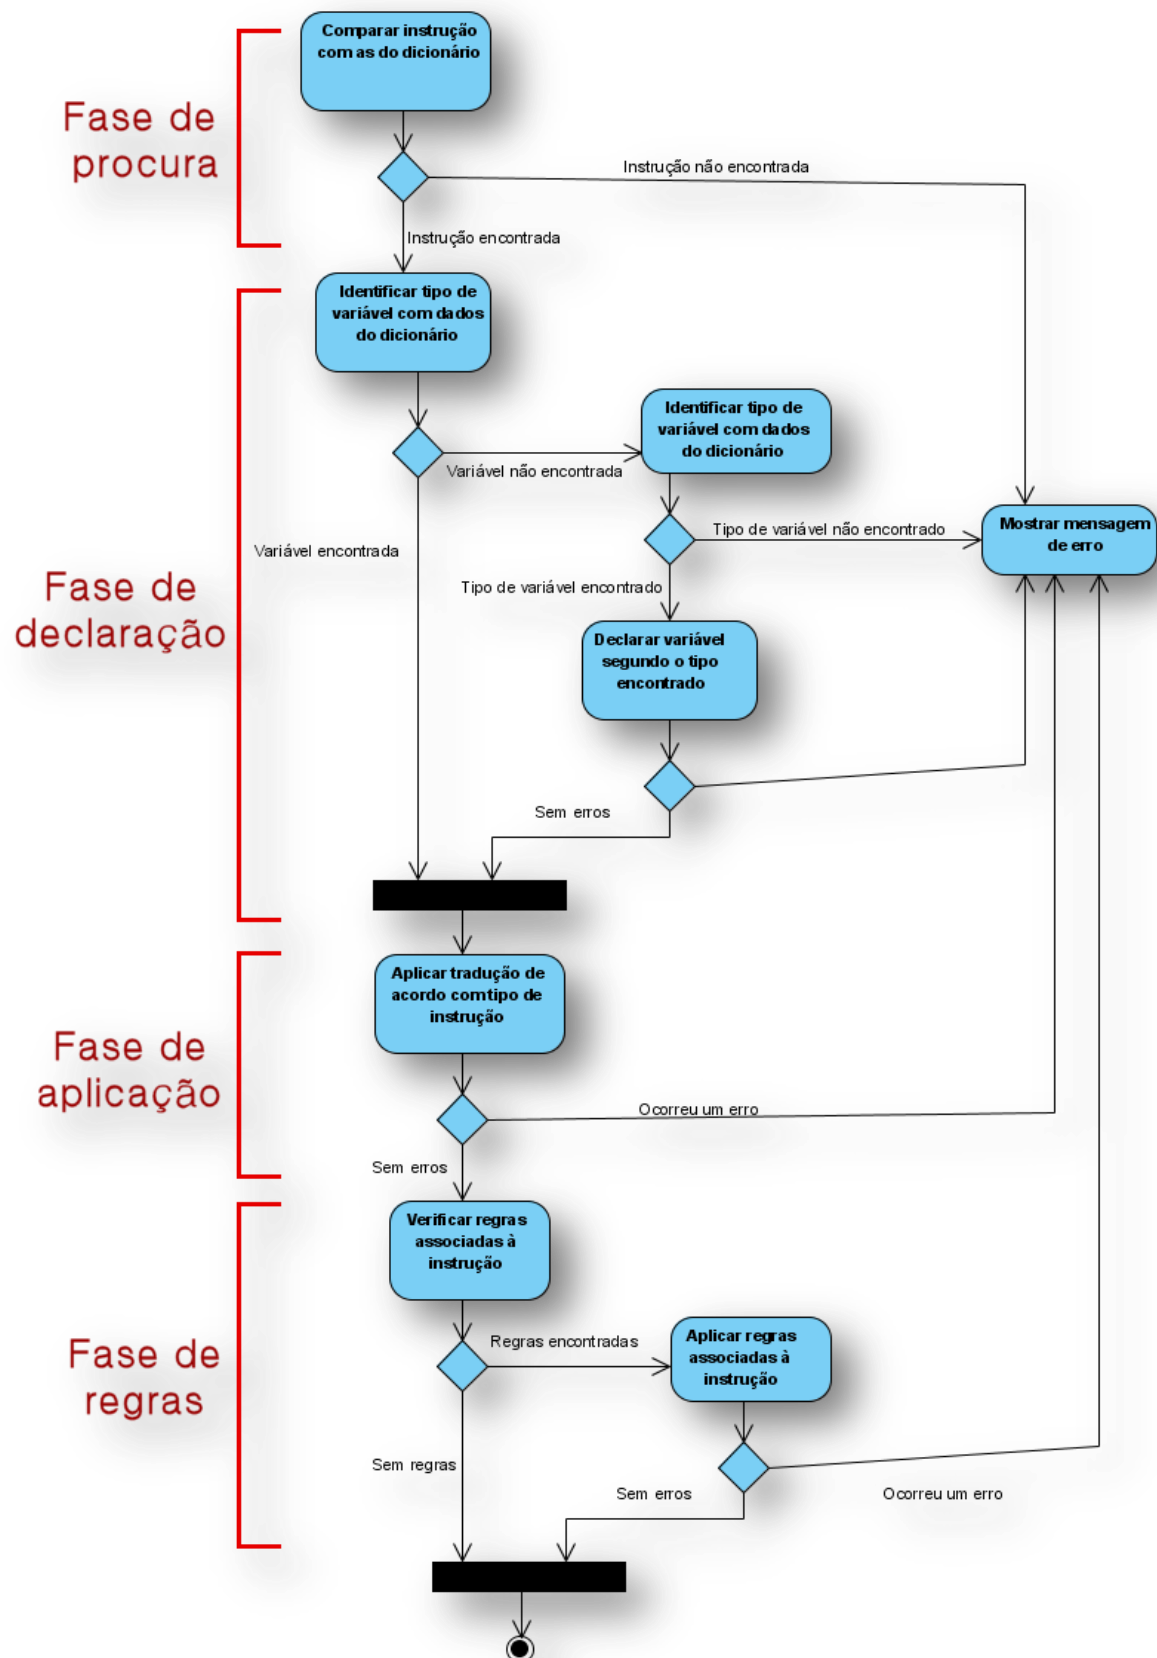 Comparar instrução
com as do dicionário
Fase de
procura
Instrução não encontrada
Instrução encontrada
Identificar tipo de
variável com dados
do dicionário
Identificar tipo de
variável com dados
do dicionário
Variável não encontrada
Mostrar mensagem
de erro
Tipo de variável não encontrado
Variável encontrada
Fase de
declaração
Tipo de variável encontrado
Declarar variável
segundo o tipo
encontrado
Sem erros
Aplicar tradução de
acordo com tipo de
instrução
Fase de
aplicação
Ocorreu um erro
Sem erros
Verificar regras
associadas à
instrução
Regras encontradas
Aplicar regras
associadas à
instrução
Fase de
regras
Sem regras
Sem erros
Ocorreu um erro